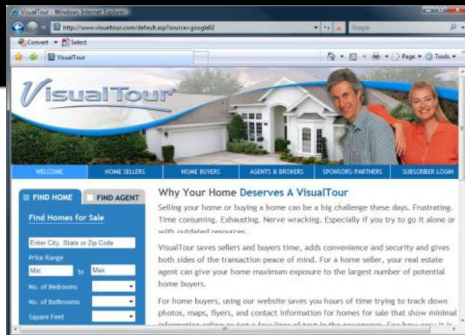 VisualTour - Windows Internet Explorer
http://www.visualtour.com/default.asp?source=googlell2
Google
Convert Select
VisualTour
Page Tools
VisualTour
WELCOME HOME SELLERS HOME BUYERS AGENTS & BROKERS SPONSORS/PARTNERS SUBSCRIBER LOGIN
FIND HOME FIND AGENT
Find Homes for Sale
Enter City, State or Zip Code
Price Range
Min to Max
No. of Bedrooms
No. of Bathrooms
Square Feet
Why Your Home Deserves A VisualTour
Selling your home or buying a home can be a big challenge these days. Frustrating.
Time consuming. Exhausting. Nerve wracking. Especially if you try to go it alone or
with outdated resources.
VisualTour saves sellers and buyers time, adds convenience and security and gives
both sides of the transaction peace of mind. For a home seller, your real estate
agent can give your home maximum exposure to the largest number of potential
home buyers.
For home buyers, using our website saves you hours of time trying to track down
photos, maps, flyers, and contact information for homes for sale that show minimal